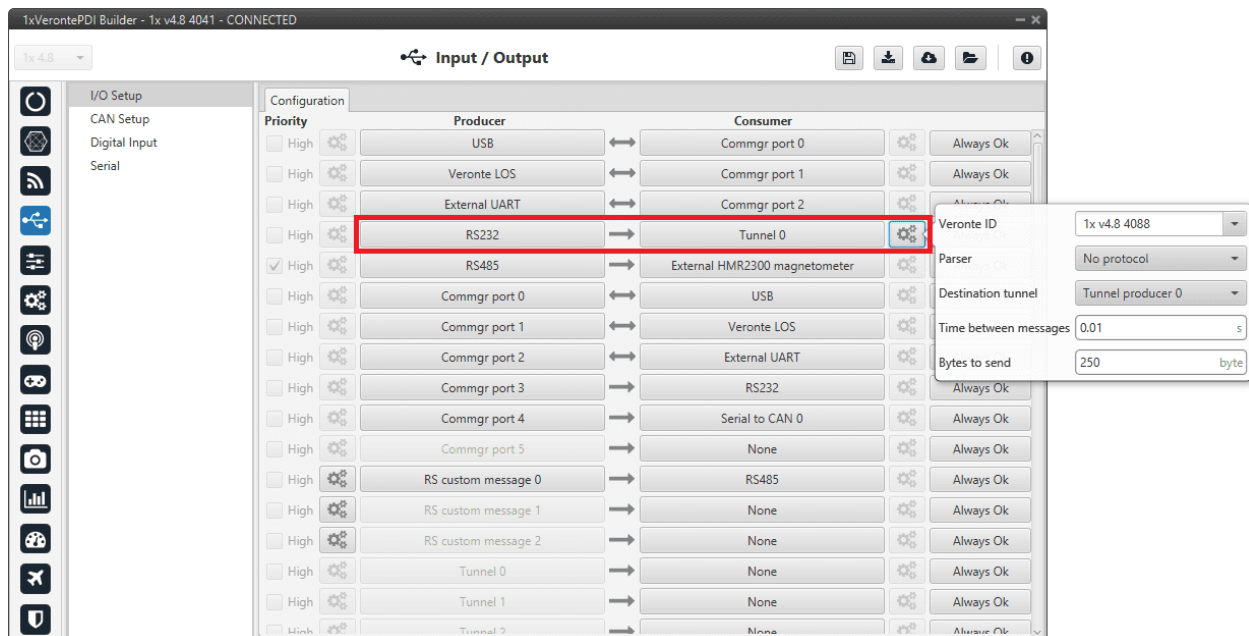 1xVerontePDI Builder - 1x v4.8 4041 - CONNECTED
1x 4.8
Input / Output
I/O Setup
CAN Setup
Digital Input
Serial
Configuration
Priority Producer Consumer
High USB Commgr port 0 Always Ok
High Veronte LOS Commgr port 1 Always Ok
High External UART Commgr port 2
High RS232 Tunnel 0
High RS485 External HMR2300 magnetometer
High Commgr port 0 USB
High Commgr port 1 Veronte LOS
High Commgr port 2 External UART
High Commgr port 3 RS232 Always Ok
High Commgr port 4 Serial to CAN 0 Always Ok
High Commgr port 5 None Always Ok
High RS custom message 0 RS485 Always Ok
High RS custom message 1 None Always Ok
High RS custom message 2 None Always Ok
High Tunnel 0 None Always Ok
High Tunnel 1 None Always Ok
High Tunnel 2 None Always Ok
Veronte ID 1x v4.8 4088
Parser No protocol
Destination tunnel Tunnel producer 0
Time between messages 0.01 s
Bytes to send 250 byte